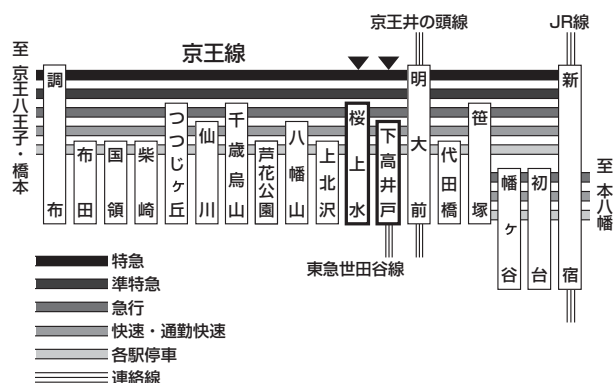 京王井の頭線
JR線
京王線
至 京王八王子・橋本
調布
布田
国領
柴崎
つつじヶ丘
仙川
千歳烏山
芦花公園
八幡山
上北沢
桜上水
下高井戸
明大前
代田橋
笹塚
幡ヶ谷
初台
新宿
至 本八幡
東急世田谷線
特急
準特急
急行
快速・通勤快速
各駅停車
連絡線